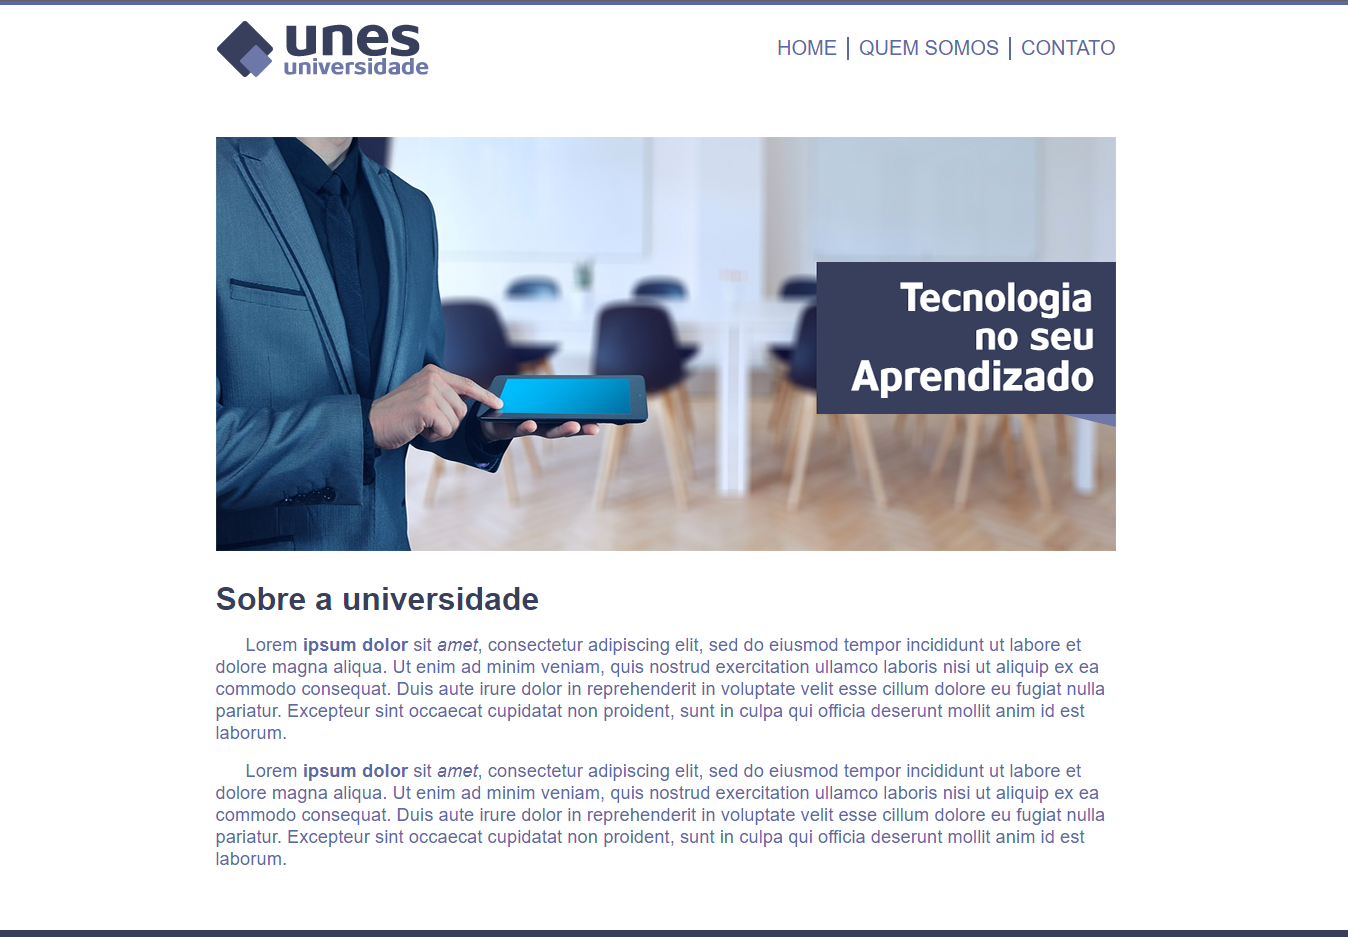 unes
universidade
HOME
QUEM SOMOS
CONTATO
Tecnologia
no seu
Aprendizado
Sobre a universidade
Lorem ipsum dolor sit amet, consectetur adipiscing elit, sed do eiusmod tempor incididunt ut labore et
dolore magna aliqua. Ut enim ad minim veniam, quis nostrud exercitation ullamco laboris nisi ut aliquip ex ea
commodo consequat. Duis aute irure dolor in reprehenderit in voluptate velit esse cillum dolore eu fugiat nulla
pariatur. Excepteur sint occaecat cupidatat non proident, sunt in culpa qui officia deserunt mollit anim id est
laborum.
Lorem ipsum dolor sit amet, consectetur adipiscing elit, sed do eiusmod tempor incididunt ut labore et
dolore magna aliqua. Ut enim ad minim veniam, quis nostrud exercitation ullamco laboris nisi ut aliquip ex ea
commodo consequat. Duis aute irure dolor in reprehenderit in voluptate velit esse cillum dolore eu fugiat nulla
pariatur. Excepteur sint occaecat cupidatat non proident, sunt in culpa qui officia deserunt mollit anim id est
laborum.